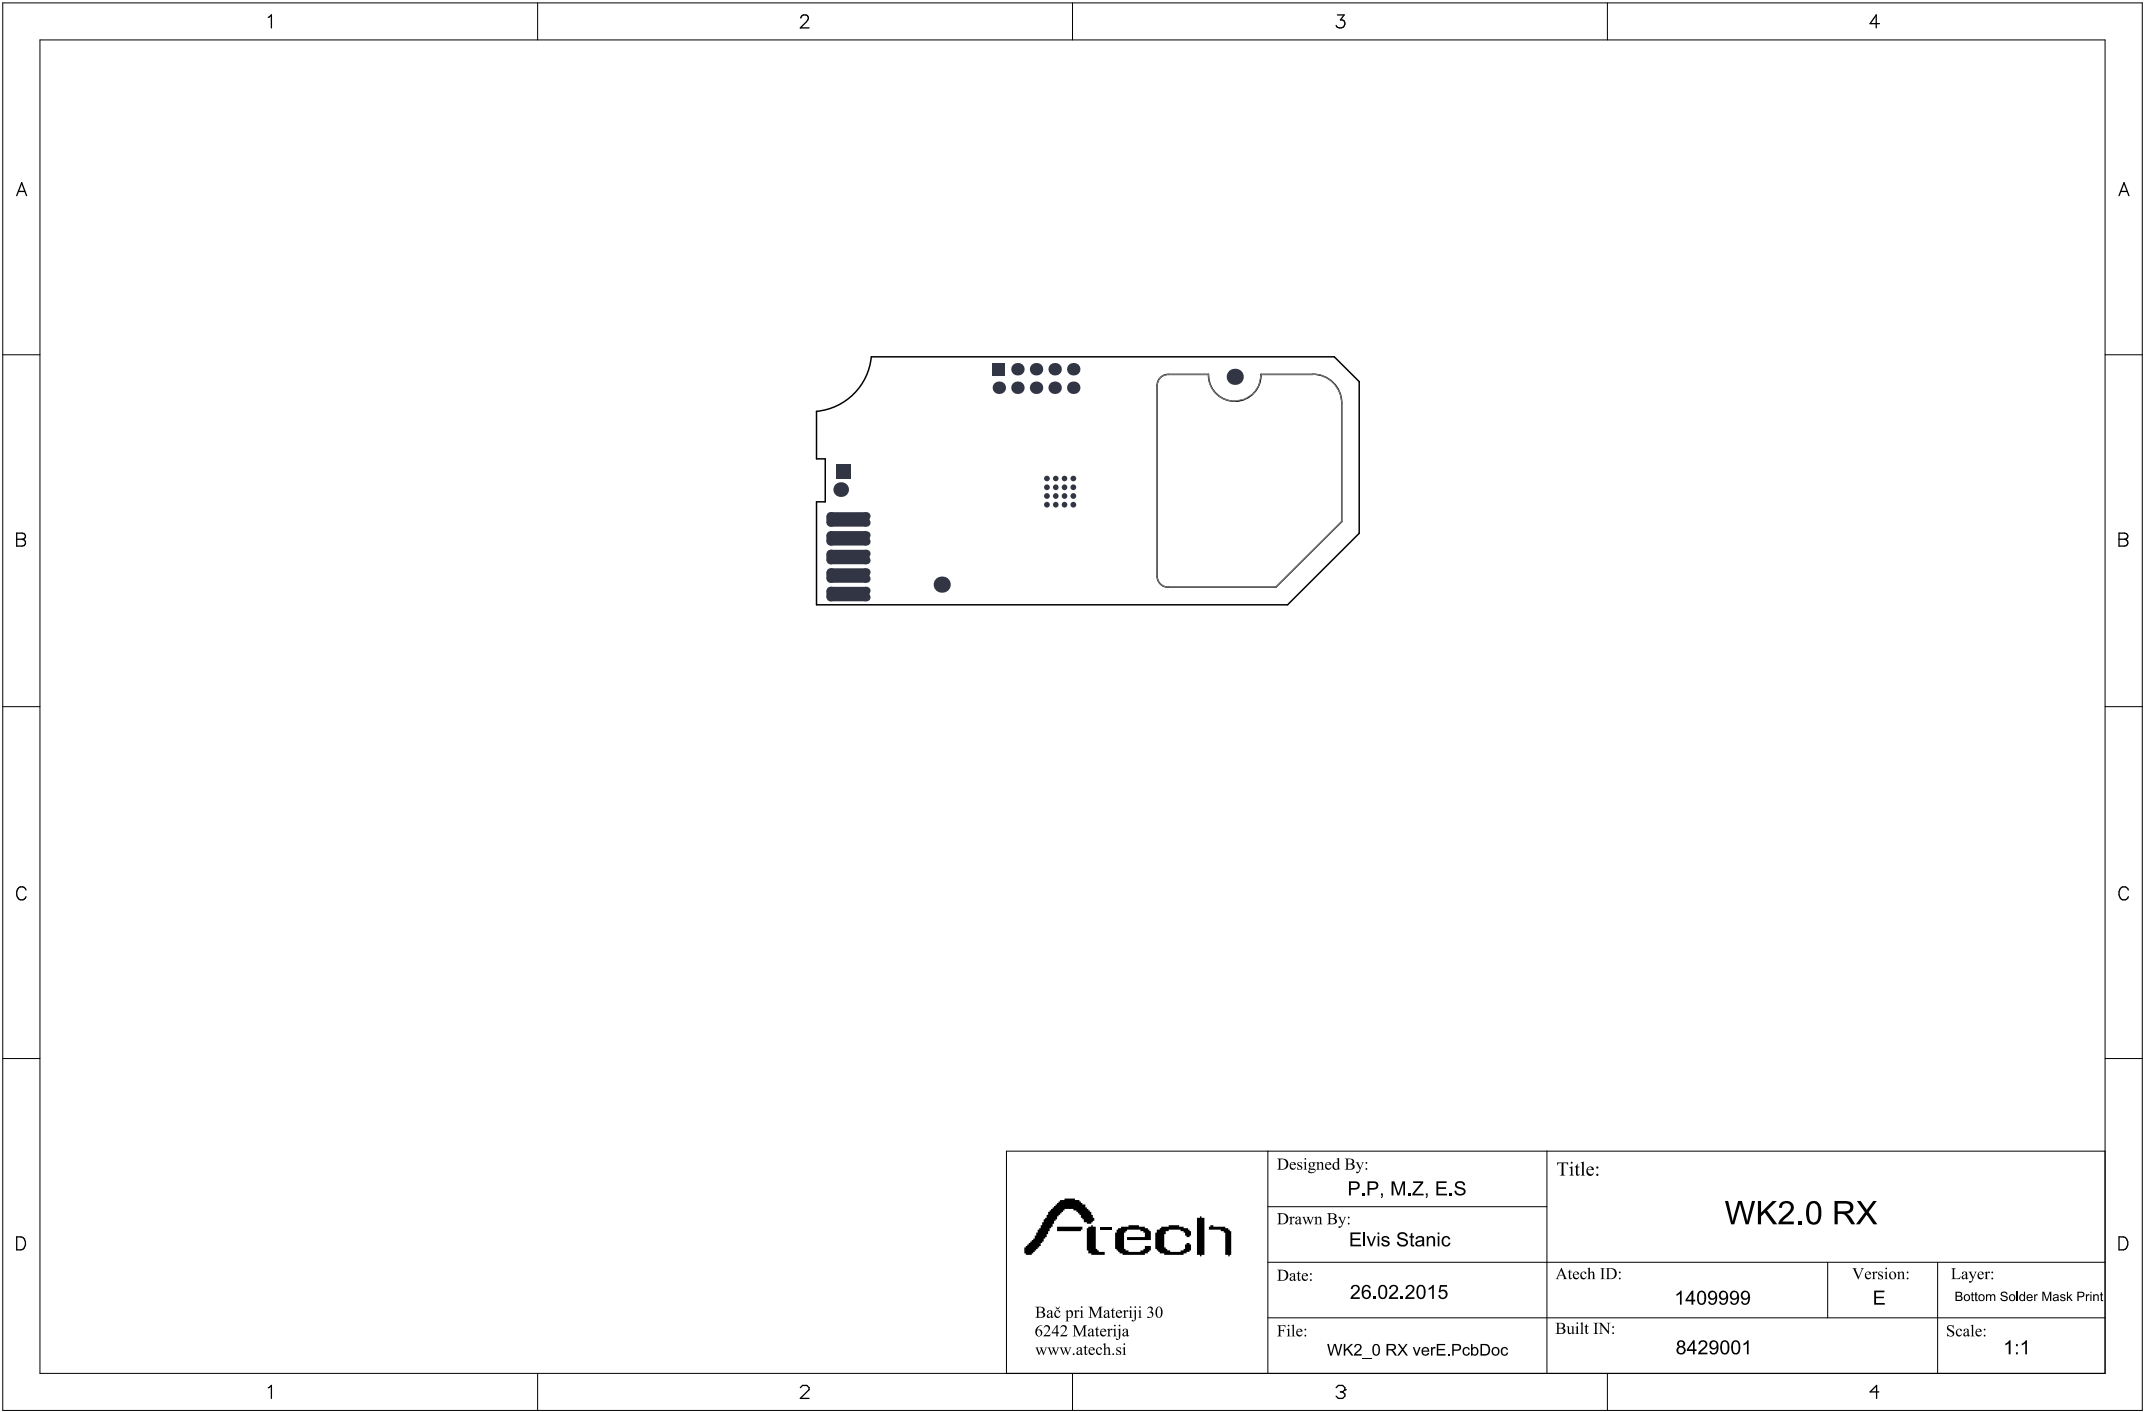 1 2 3 4
A A
B B
C C
D D
Atech
Bač pri Materiji 30
6242 Materija
www.atech.si
Designed By:
P.P, M.Z, E.S
Drawn By:
Elvis Stanic
Date:
26.02.2015
File:
WK2_0 RX verE.PcbDoc
Title:
WK2.0 RX
Atech ID:
1409999
Version:
E
Layer:
Bottom Solder Mask Print
Built IN:
8429001
Scale:
1:1
1 2 3 4